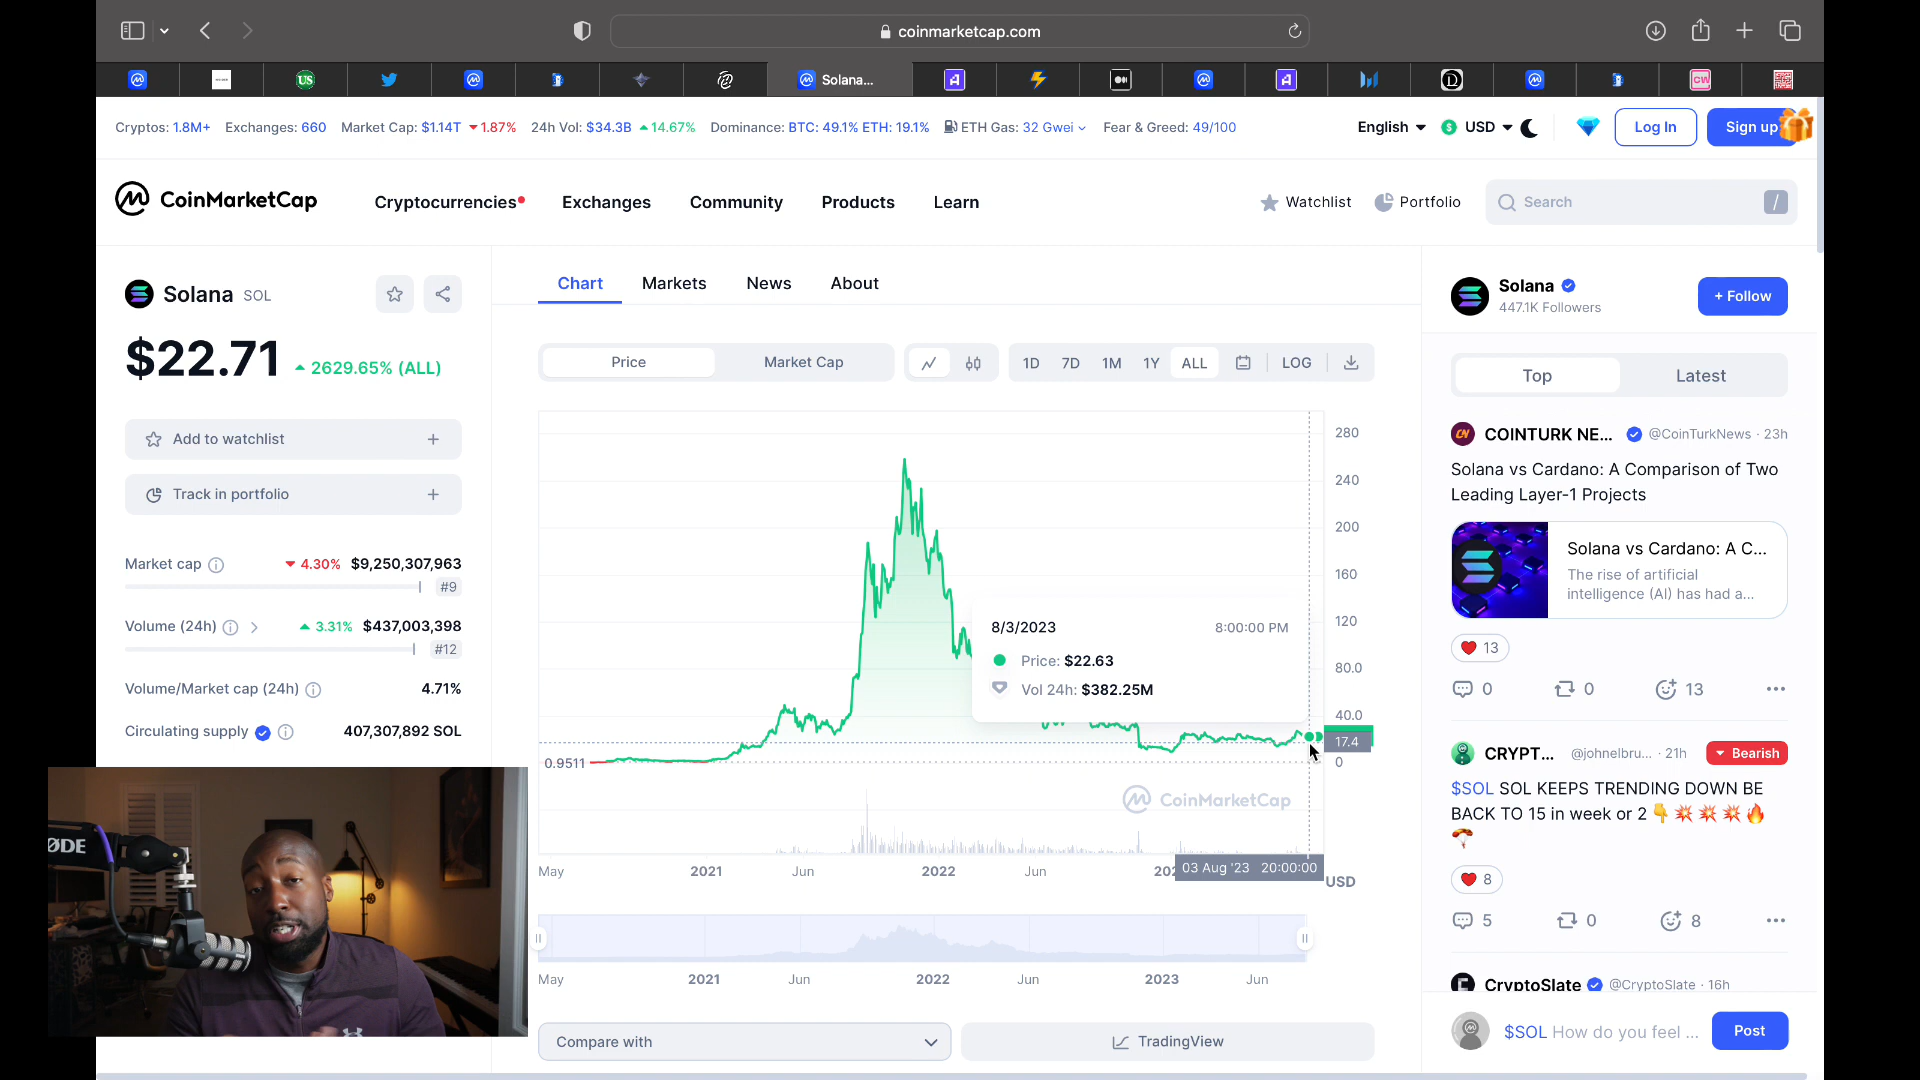 coinmarketcap.com
US
Solana...
CW
Cryptos: 1.8M+ Exchanges: 660 Market Cap: $1.14T 1.87% 24h Vol: $34.3B 14.67% Dominance: BTC: 49.1% ETH: 19.1% ETH Gas: 32 Gwei Fear & Greed: 49/100
English USD Log In Sign up
CoinMarketCap Cryptocurrencies Exchanges Community Products Learn Watchlist Portfolio Search /
Solana SOL
$22.71 2629.65% (ALL)
Add to watchlist +
Track in portfolio +
Market cap 4.30% $9,250,307,963
#9
Volume (24h) 3.31% $437,003,398
#12
Volume/Market cap (24h) 4.71%
Circulating supply 407,307,892 SOL
Chart Markets News About
Price Market Cap 1D 7D 1M 1Y ALL LOG
280
240
200
160
120
80.0
40.0
17.4
0
8/3/2023 8:00:00 PM
Price: $22.63
Vol 24h: $382.25M
0.9511
CoinMarketCap
May 2021 Jun 2022 Jun 202
03 Aug '23 20:00:00
USD
May 2021 Jun 2022 Jun 2023 Jun
Compare with
TradingView
Solana
447.1K Followers
+ Follow
Top Latest
COINTURK NE... @CoinTurkNews · 23h
Solana vs Cardano: A Comparison of Two
Leading Layer-1 Projects
Solana vs Cardano: A C...
The rise of artificial
intelligence (AI) has had a...
13
0 0 13
CRYPT... @johnelbru... · 21h Bearish
$SOL SOL KEEPS TRENDING DOWN BE
BACK TO 15 in week or 2 👇💥💥💥🔥
🪂
8
5 0 8
CryptoSlate @CryptoSlate · 16h
$SOL How do you feel ... Post
ØDE